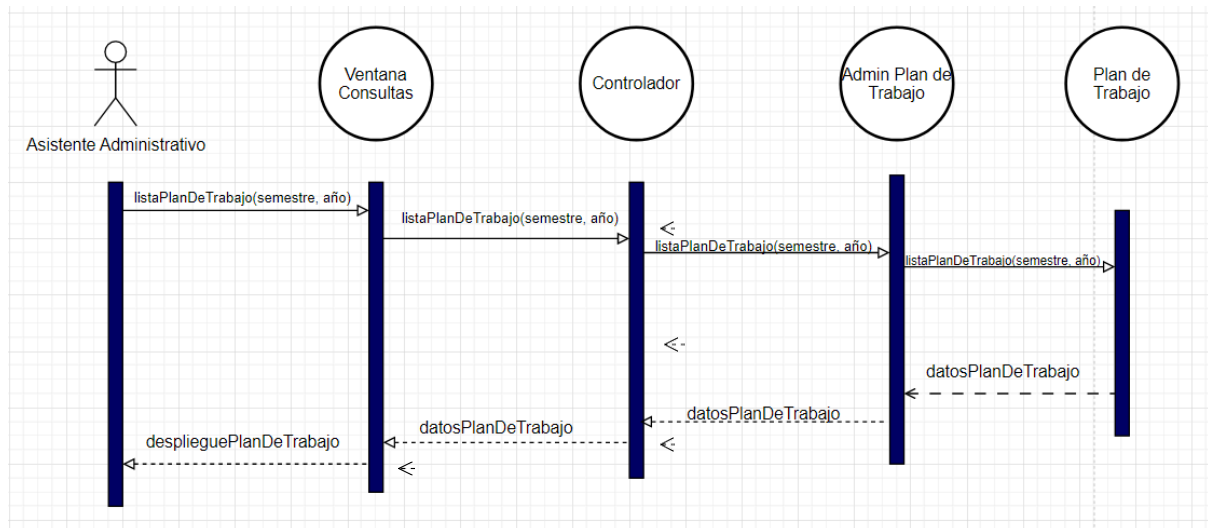 Ventana
Consultas
Controlador
Admin Plan de
Trabajo
Plan de
Trabajo
Asistente Administrativo
listaPlanDeTrabajo(semestre, año)
listaPlanDeTrabajo(semestre, año)
listaPlanDeTrabajo(semestre, año)
listaPlanDeTrabajo(semestre, año)
datosPlanDeTrabajo
datosPlanDeTrabajo
datosPlanDeTrabajo
desplieguePlanDeTrabajo